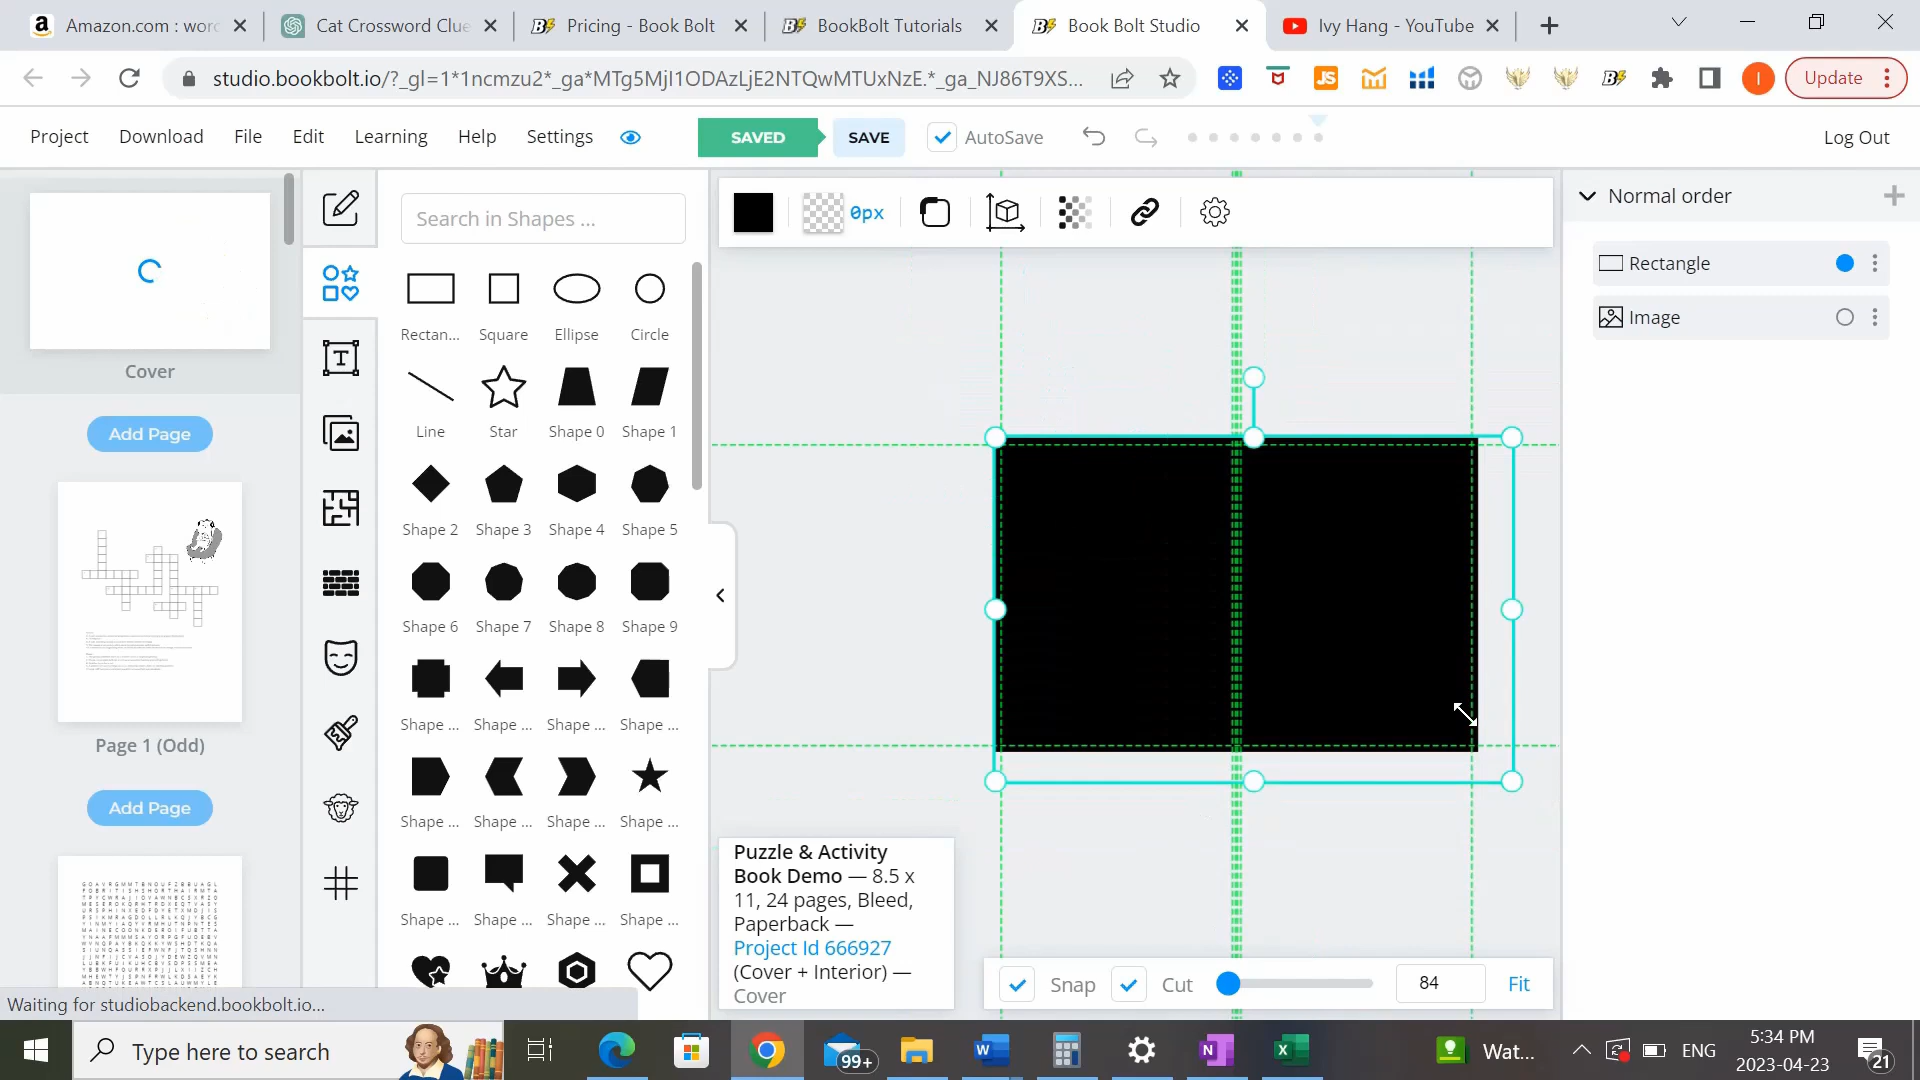 Amazon.com : word
Cat Crossword Clue
Pricing - Book Bolt
BookBolt Tutorials
Book Bolt Studio
Ivy Hang - YouTube
studio.bookbolt.io/?_gl=1*1ncmzu2*_ga*MTg5MjI1ODAzLjE2NTQwMTUxNzE.*_ga_NJ86T9XS...
JS
I
Update
Project
Download
File
Edit
Learning
Help
Settings
SAVED
SAVE
AutoSave
Log Out
Search in Shapes ...
0px
Normal order
Rectangle
Image
Rectan...
Square
Ellipse
Circle
Line
Star
Shape 0
Shape 1
Shape 2
Shape 3
Shape 4
Shape 5
Shape 6
Shape 7
Shape 8
Shape 9
Shape ...
Shape ...
Shape ...
Shape ...
Shape ...
Shape ...
Shape ...
Shape ...
Shape ...
Shape ...
Shape ...
Shape ...
Cover
Add Page
Page 1 (Odd)
Add Page
Puzzle & Activity
Book Demo — 8.5 x
11, 24 pages, Bleed,
Paperback —
Project Id 666927
(Cover + Interior) —
Cover
Snap
Cut
84
Fit
Waiting for studiobackend.bookbolt.io...
Type here to search
99+
Wat...
ENG
5:34 PM
2023-04-23
21